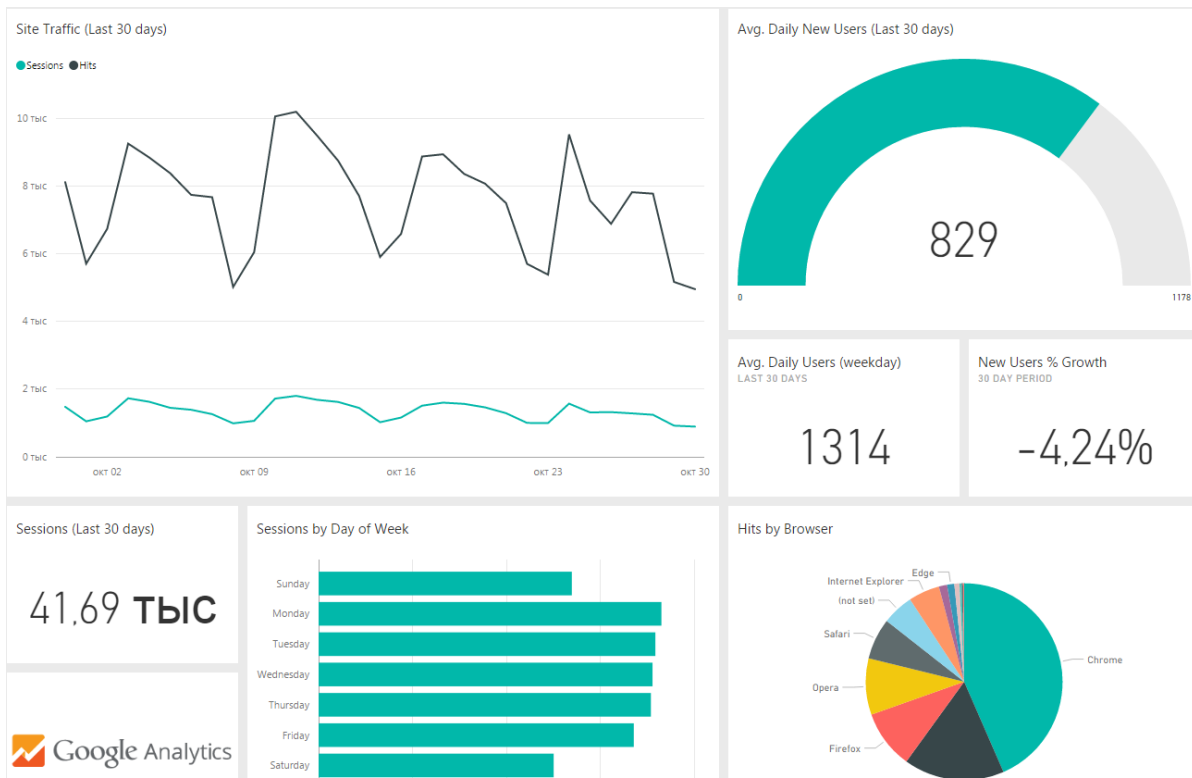 Site Traffic (Last 30 days)
Sessions Hits
10 тыс
8 тыс
6 тыс
4 тыс
2 тыс
0 тыс
окт 02 окт 09 окт 16 окт 23 окт 30
Avg. Daily New Users (Last 30 days)
829
0 1178
Avg. Daily Users (weekday)
LAST 30 DAYS
1314
New Users % Growth
30 DAY PERIOD
-4,24%
Sessions (Last 30 days)
41,69 тыс
Google Analytics
Sessions by Day of Week
Sunday
Monday
Tuesday
Wednesday
Thursday
Friday
Saturday
Hits by Browser
Edge
Internet Explorer
(not set)
Safari
Chrome
Opera
Firefox